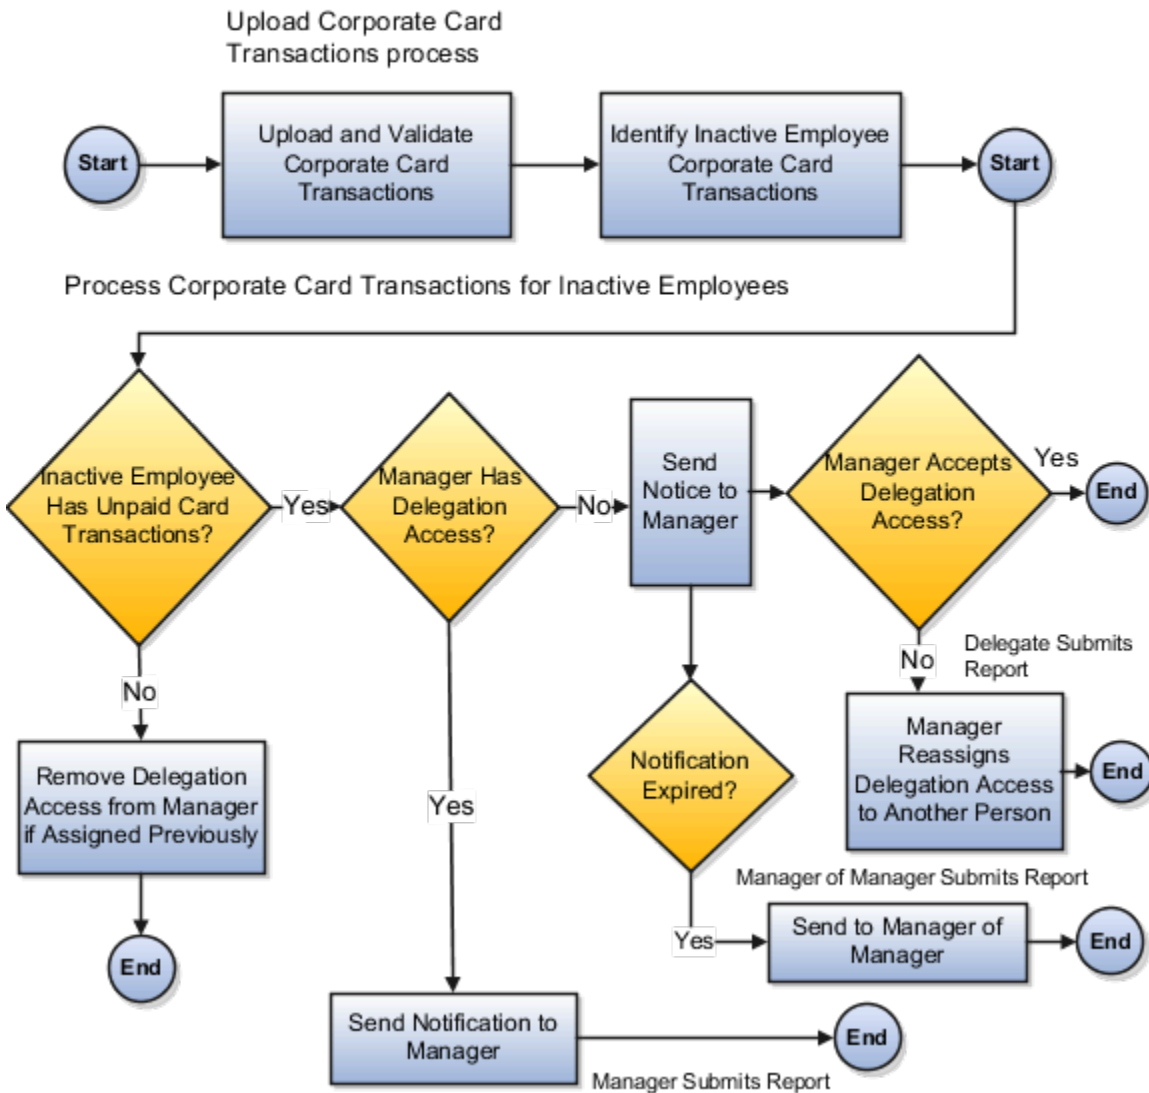 Upload Corporate Card
Transactions process
Start
Upload and Validate
Corporate Card
Transactions
Identify Inactive Employee
Corporate Card
Transactions
Start
Process Corporate Card Transactions for Inactive Employees
Inactive Employee
Has Unpaid Card
Transactions?
Yes
Manager Has
Delegation
Access?
No
Send
Notice to
Manager
Manager Accepts
Delegation
Access?
Yes
End
No
Delegate Submits
Report
Manager
Reassigns
Delegation Access
to Another Person
End
No
Remove Delegation
Access from Manager
if Assigned Previously
End
Yes
Notification
Expired?
Manager of Manager Submits Report
Yes
Send to Manager of
Manager
End
Send Notification to
Manager
End
Manager Submits Report